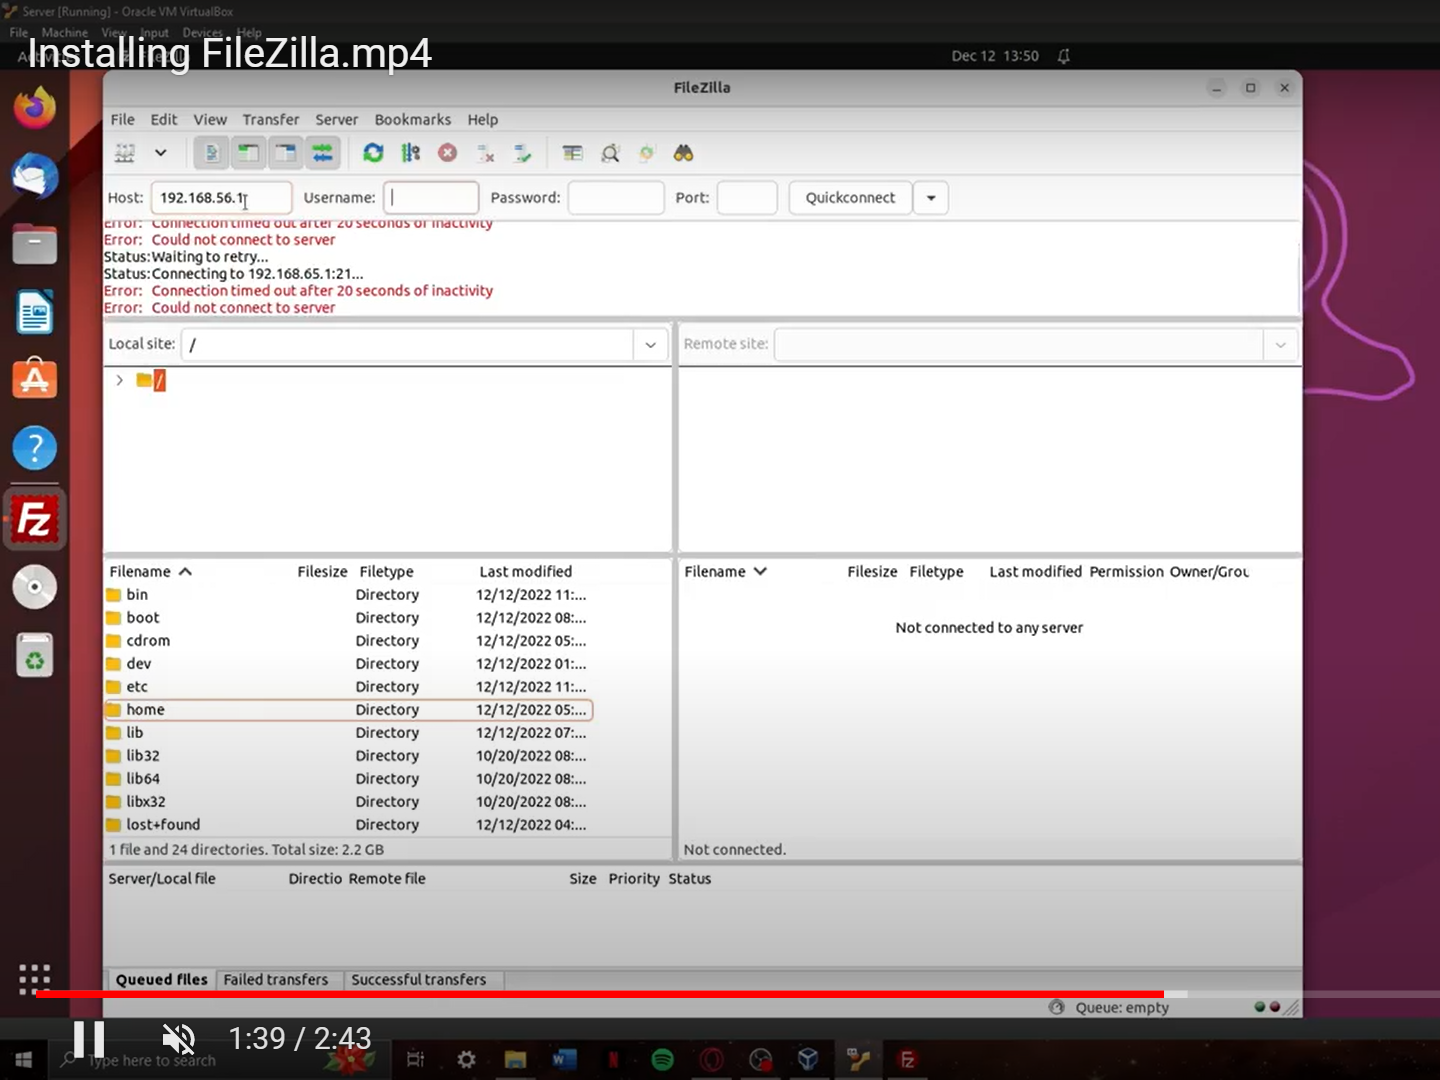 Server [Running] - Oracle VM VirtualBox
File Machine View Input Devices Help
Installing FileZilla.mp4
Dec 12 13:50
FileZilla
File Edit View Transfer Server Bookmarks Help
Host: 192.168.56.1 Username: Password: Port: Quickconnect
Error: Connection timed out after 20 seconds of inactivity
Error: Could not connect to server
Status: Waiting to retry...
Status: Connecting to 192.168.65.1:21...
Error: Connection timed out after 20 seconds of inactivity
Error: Could not connect to server
Local site: / Remote site:
/
Filename Filesize Filetype Last modified Filename Filesize Filetype Last modified Permission Owner/Grou
bin Directory 12/12/2022 11:...
boot Directory 12/12/2022 08:...
Not connected to any server
cdrom Directory 12/12/2022 05:...
dev Directory 12/12/2022 01:...
etc Directory 12/12/2022 11:...
home Directory 12/12/2022 05:...
lib Directory 12/12/2022 07:...
lib32 Directory 10/20/2022 08:...
lib64 Directory 10/20/2022 08:...
libx32 Directory 10/20/2022 08:...
lost+found Directory 12/12/2022 04:...
1 file and 24 directories. Total size: 2.2 GB Not connected.
Server/Local file Directio Remote file Size Priority Status
Queued files Failed transfers Successful transfers
Queue: empty
1:39 / 2:43
Type here to search